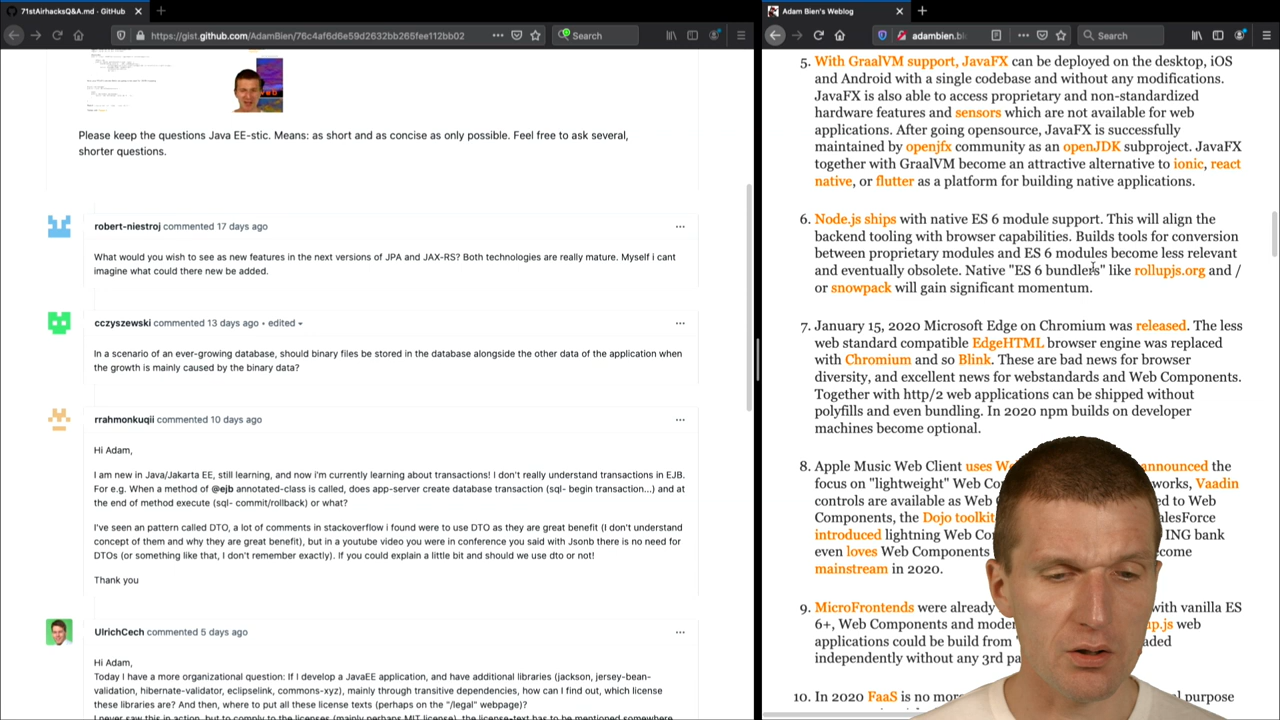 71stAirhacksQ&A.md · GitHub
https://gist.github.com/AdamBien/76c4af6d6e59d2632bb265fee112bb02
Search
Please keep the questions Java EE-stic. Means: as short and as concise as only possible. Feel free to ask several,
shorter questions.
robert-niestroj commented 17 days ago
What would you wish to see as new features in the next versions of JPA and JAX-RS? Both technologies are really mature. Myself i cant
imagine what could there new be added.
cczyszewski commented 13 days ago • edited
In a scenario of an ever-growing database, should binary files be stored in the database alongside the other data of the application when
the growth is mainly caused by the binary data?
rrahmonkuqii commented 10 days ago
Hi Adam,
I am new in Java/Jakarta EE, still learning, and now i'm currently learning about transactions! I don't really understand transactions in EJB.
For e.g. When a method of @ejb annotated-class is called, does app-server create database transaction (sql- begin transaction...) and at
the end of method execute (sql- commit/rollback) or what?
I've seen an pattern called DTO, a lot of comments in stackoverflow i found were to use DTO as they are great benefit (I don't understand
concept of them and why they are great benefit), but in a youtube video you were in conference you said with Jsonb there is no need for
DTOs (or something like that, I don't remember exactly). If you could explain a little bit and should we use dto or not!
Thank you
UlrichCech commented 5 days ago
Hi Adam,
Today I have a more organizational question: If I develop a JavaEE application, and have additional libraries (jackson, jersey-bean-
validation, hibernate-validator, eclipselink, commons-xyz), mainly through transitive dependencies, how can I find out, which license
these libraries are? And then, where to put all these license texts (perhaps on the "/legal" webpage)?
I never saw this in action, but to comply to the licenses (mainly perhaps MIT license), the license-text has to be mentioned somewhere
Adam Bien's Weblog
adambien.bl
Search
5. With GraalVM support, JavaFX can be deployed on the desktop, iOS
and Android with a single codebase and without any modifications.
JavaFX is also able to access proprietary and non-standardized
hardware features and sensors which are not available for web
applications. After going opensource, JavaFX is successfully
maintained by openjfx community as an openJDK subproject. JavaFX
together with GraalVM become an attractive alternative to ionic, react
native, or flutter as a platform for building native applications.
6. Node.js ships with native ES 6 module support. This will align the
backend tooling with browser capabilities. Builds tools for conversion
between proprietary modules and ES 6 modules become less relevant
and eventually obsolete. Native "ES 6 bundlers" like rollupjs.org and /
or snowpack will gain significant momentum.
7. January 15, 2020 Microsoft Edge on Chromium was released. The less
web standard compatible EdgeHTML browser engine was replaced
with Chromium and so Blink. These are bad news for browser
diversity, and excellent news for webstandards and Web Components.
Together with http/2 web applications can be shipped without
polyfills and even bundling. In 2020 npm builds on developer
machines become optional.
8. Apple Music Web Client uses announced the
focus on "lightweight" Web Vaadin
controls are available as Web to Web
Components, the Dojo toolkit SalesForce
introduced lightning Web ING bank
even loves Web Components
mainstream in 2020.
9. MicroFrontends were already with vanilla ES
6+, Web Components and web
applications could be build from
independently without any 3rd
10. In 2020 FaaS is no purpose